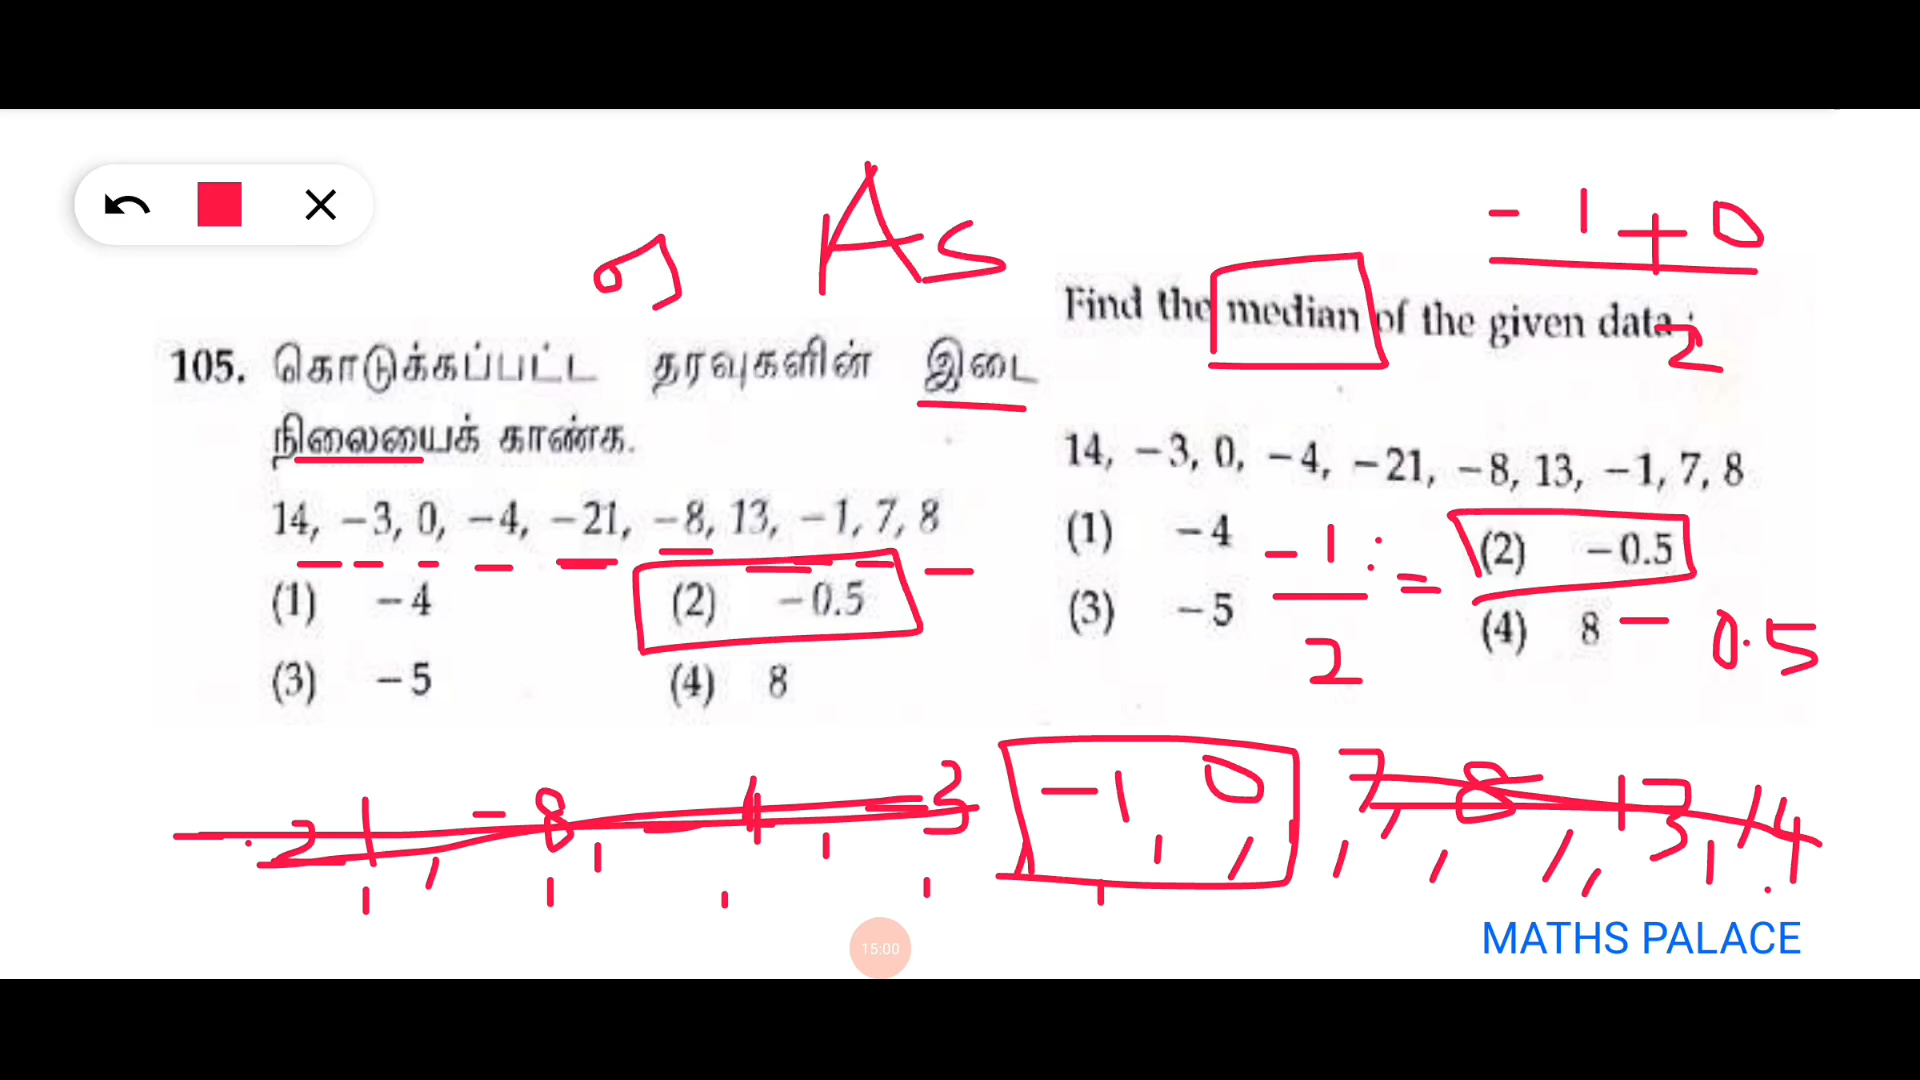 ஏ As
- 1 + 0
2
105. கொடுக்கப்பட்ட தரவுகளின் இடை
நிலையைக் காண்க.
14, −3, 0, −4, −21, −8, 13, −1, 7, 8
(1) −4 (2) −0.5
(3) −5 (4) 8
Find the median of the given data :
14, −3, 0, −4, −21, −8, 13, −1, 7, 8
(1) −4 (2) −0.5
(3) −5 (4) 8
- 1
2
= - 0.5
- 21, - 8, - 4, - 3, - 1, 0, 7, 8, 13, 14
15:00
MATHS PALACE